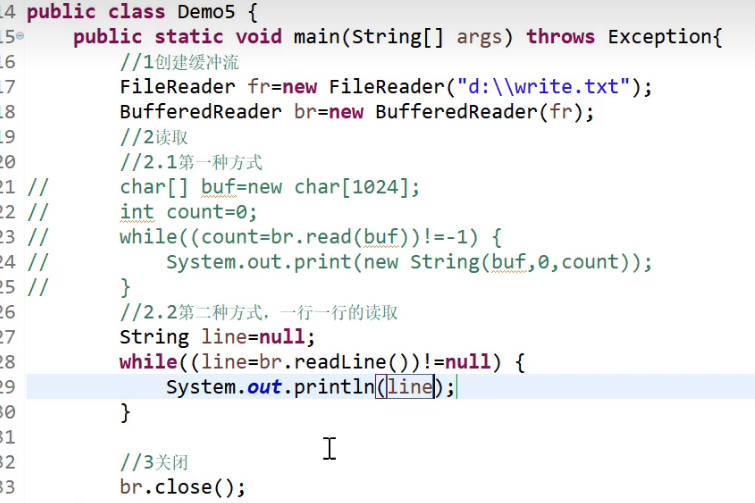 14 public class Demo5 {
15 public static void main(String[] args) throws Exception{
16 //1创建缓冲流
17 FileReader fr=new FileReader("d:\\write.txt");
18 BufferedReader br=new BufferedReader(fr);
19 //2读取
20 //2.1第一种方式
21 // char[] buf=new char[1024];
22 // int count=0;
23 // while((count=br.read(buf))!=-1) {
24 // System.out.print(new String(buf,0,count));
25 // }
26 //2.2第二种方式，一行一行的读取
27 String line=null;
28 while((line=br.readLine())!=null) {
29 System.out.println(line);
30 }
31
32 //3关闭
33 br.close();